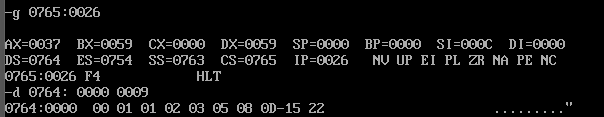 -g 0765:0026
AX=0037  BX=0059  CX=0000  DX=0059  SP=0000  BP=0000  SI=000C  DI=0000
DS=0764  ES=0754  SS=0763  CS=0765  IP=0026   NV UP EI PL ZR NA PE NC
0765:0026 F4            HLT
-d 0764: 0000 0009
0764:0000  00 01 01 02 03 05 08 0D-15 22                     ........."